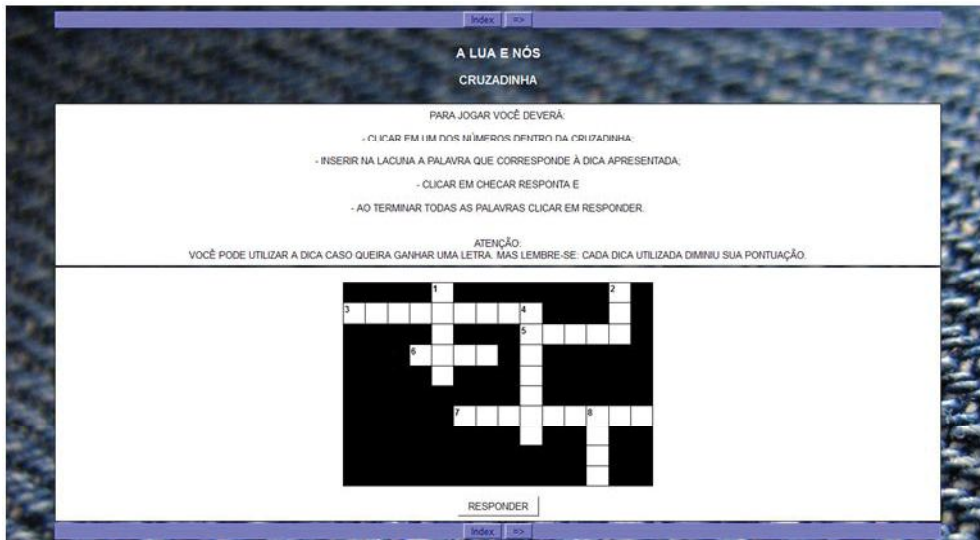 Index =>
A LUA E NÓS
CRUZADINHA
PARA JOGAR VOCÊ DEVERÁ:
- CLICAR EM UM DOS NÚMEROS DENTRO DA CRUZADINHA;
- INSERIR NA LACUNA A PALAVRA QUE CORRESPONDE À DICA APRESENTADA;
- CLICAR EM CHECAR RESPONTA E
- AO TERMINAR TODAS AS PALAVRAS CLICAR EM RESPONDER.
ATENÇÃO:
VOCÊ PODE UTILIZAR A DICA CASO QUEIRA GANHAR UMA LETRA. MAS LEMBRE-SE: CADA DICA UTILIZADA DIMINIU SUA PONTUAÇÃO.
1 2
3 4
5
6
7 8
RESPONDER
Index =>